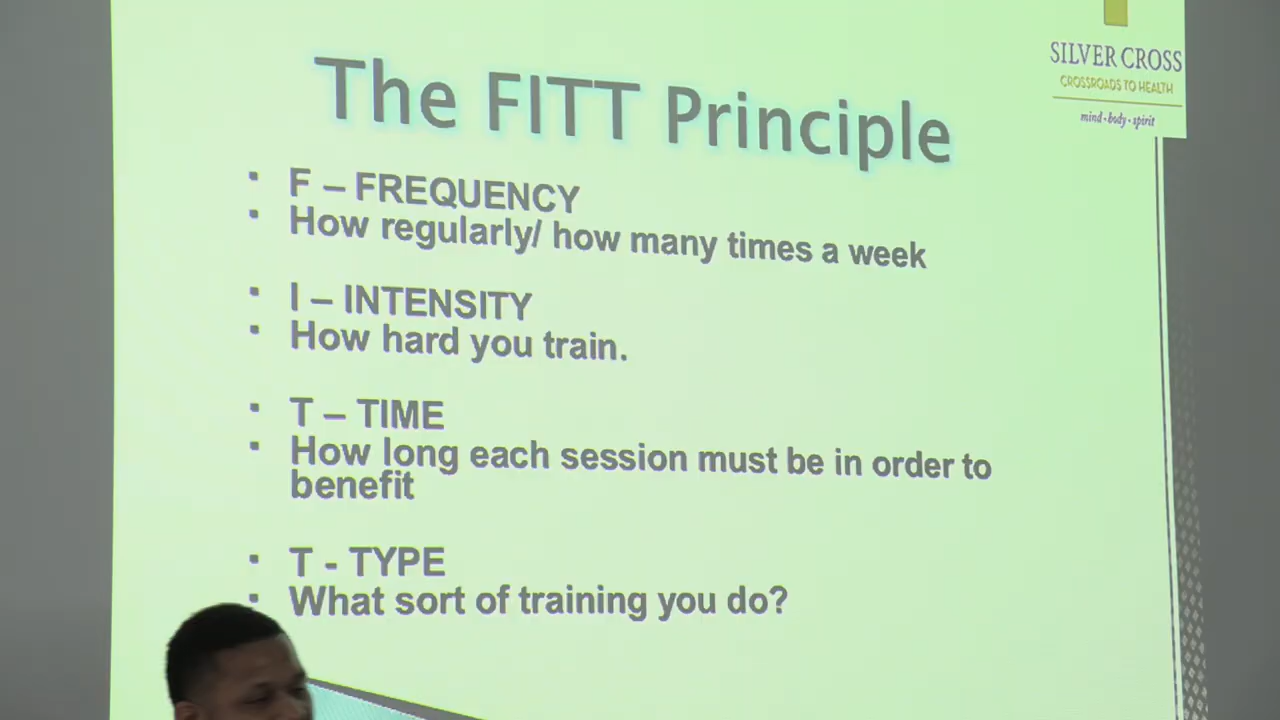 SILVER CROSS
CROSSROADS TO HEALTH
mind • body • spirit
The FITT Principle
▪ F – FREQUENCY
▪ How regularly/ how many times a week
▪ I – INTENSITY
▪ How hard you train.
▪ T – TIME
▪ How long each session must be in order to
benefit
▪ T - TYPE
▪ What sort of training you do?